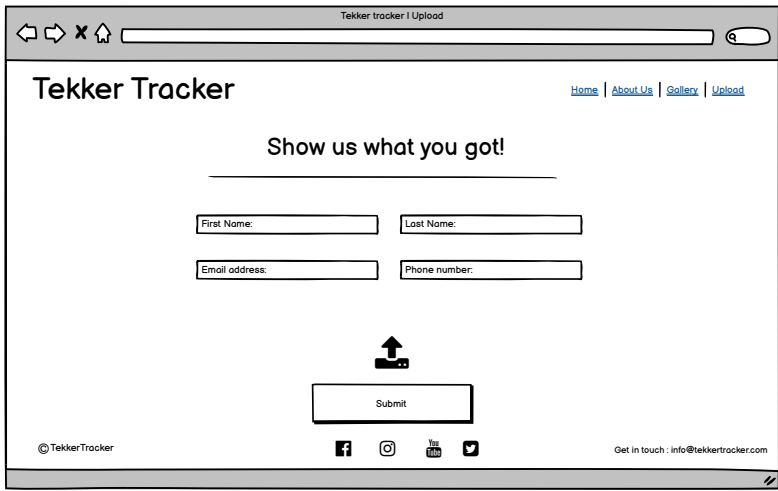 Tekker tracker | Upload
Tekker Tracker
Home | About Us | Gallery | Upload
Show us what you got!
First Name: Last Name:
Email address: Phone number:
Submit
© TekkerTracker You Tube Get in touch : info@tekkertracker.com